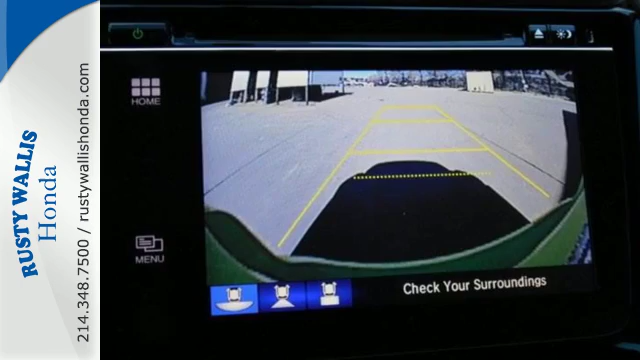 RUSTY WALLIS
Honda
214.348.7500 / rustywallishonda.com
HOME
MENU
Check Your Surroundings